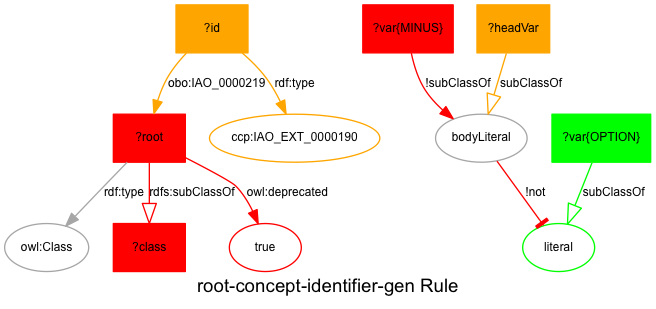 ?id
?var{MINUS}
?headVar
obo:IAO_0000219
rdf:type
!subClassOf
subClassOf
?root
ccp:IAO_EXT_0000190
bodyLiteral
?var{OPTION}
rdf:type
rdfs:subClassOf
owl:deprecated
!not
subClassOf
owl:Class
?class
true
literal
root-concept-identifier-gen Rule